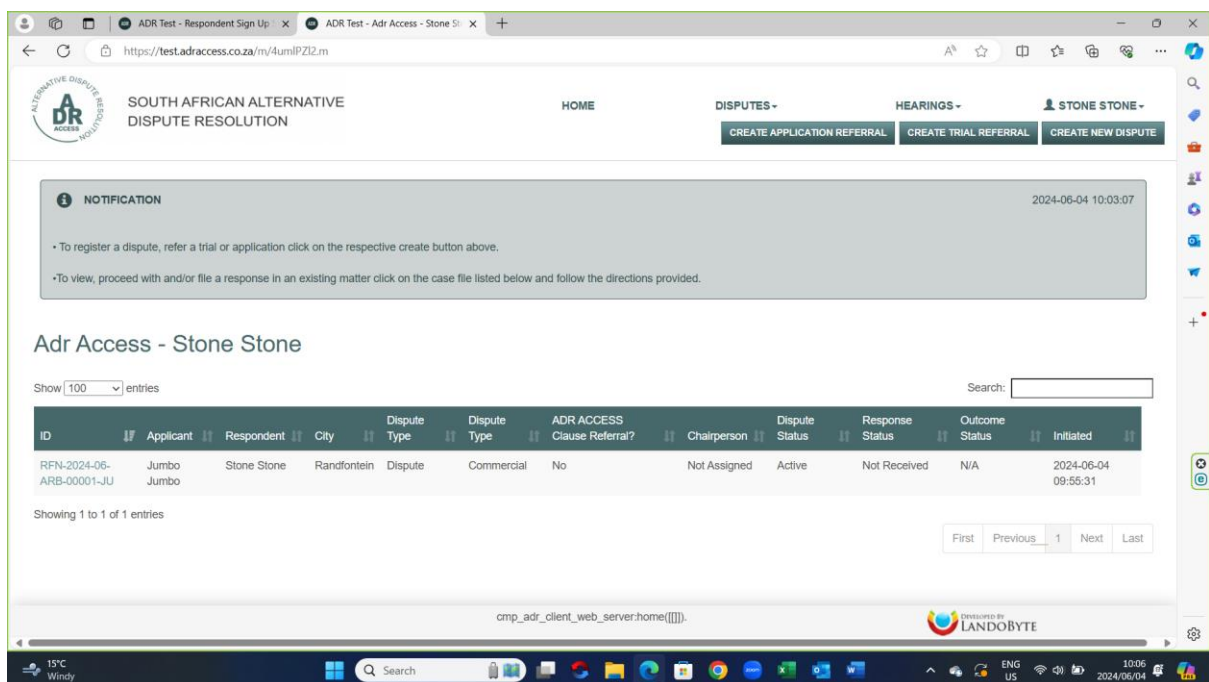 ADR Test - Respondent Sign Up
ADR Test - Adr Access - Stone St
https://test.adraccess.co.za/m/4umlPZl2.m
ALTERNATIVE DISPUTE RESOLUTION
ADR
ACCESS
SOUTH AFRICAN ALTERNATIVE
DISPUTE RESOLUTION
HOME DISPUTES HEARINGS STONE STONE
CREATE APPLICATION REFERRAL CREATE TRIAL REFERRAL CREATE NEW DISPUTE
NOTIFICATION 2024-06-04 10:03:07
• To register a dispute, refer a trial or application click on the respective create button above.
•To view, proceed with and/or file a response in an existing matter click on the case file listed below and follow the directions provided.
Adr Access - Stone Stone
Show 100 entries Search:
ID Applicant Respondent City Dispute Type Dispute Type ADR ACCESS Clause Referral? Chairperson Dispute Status Response Status Outcome Status Initiated
RFN-2024-06-ARB-00001-JU Jumbo Jumbo Stone Stone Randfontein Dispute Commercial No Not Assigned Active Not Received N/A 2024-06-04 09:55:31
Showing 1 to 1 of 1 entries
First Previous 1 Next Last
cmp_adr_client_web_server:home([[]]).
DEVELOPED BY
LANDOBYTE
15°C
Windy
Search
ENG
US
10:06
2024/06/04